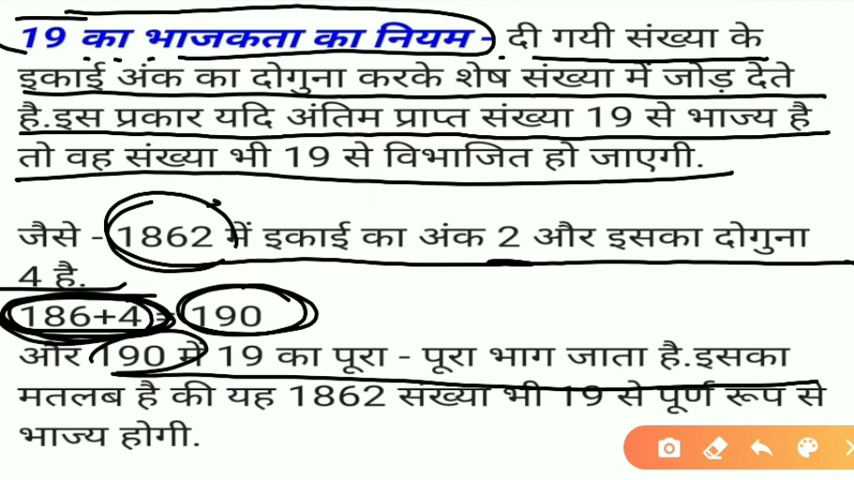 19 का भाजकता का नियम - दी गयी संख्या के
इकाई अंक का दोगुना करके शेष संख्या में जोड़ देते
है.इस प्रकार यदि अंतिम प्राप्त संख्या 19 से भाज्य है
तो वह संख्या भी 19 से विभाजित हो जाएगी.
जैसे - 1862 में इकाई का अंक 2 और इसका दोगुना
4 है.
186+4 = 190
और 190 में 19 का पूरा - पूरा भाग जाता है.इसका
मतलब है की यह 1862 संख्या भी 19 से पूर्ण रूप से
भाज्य होगी.